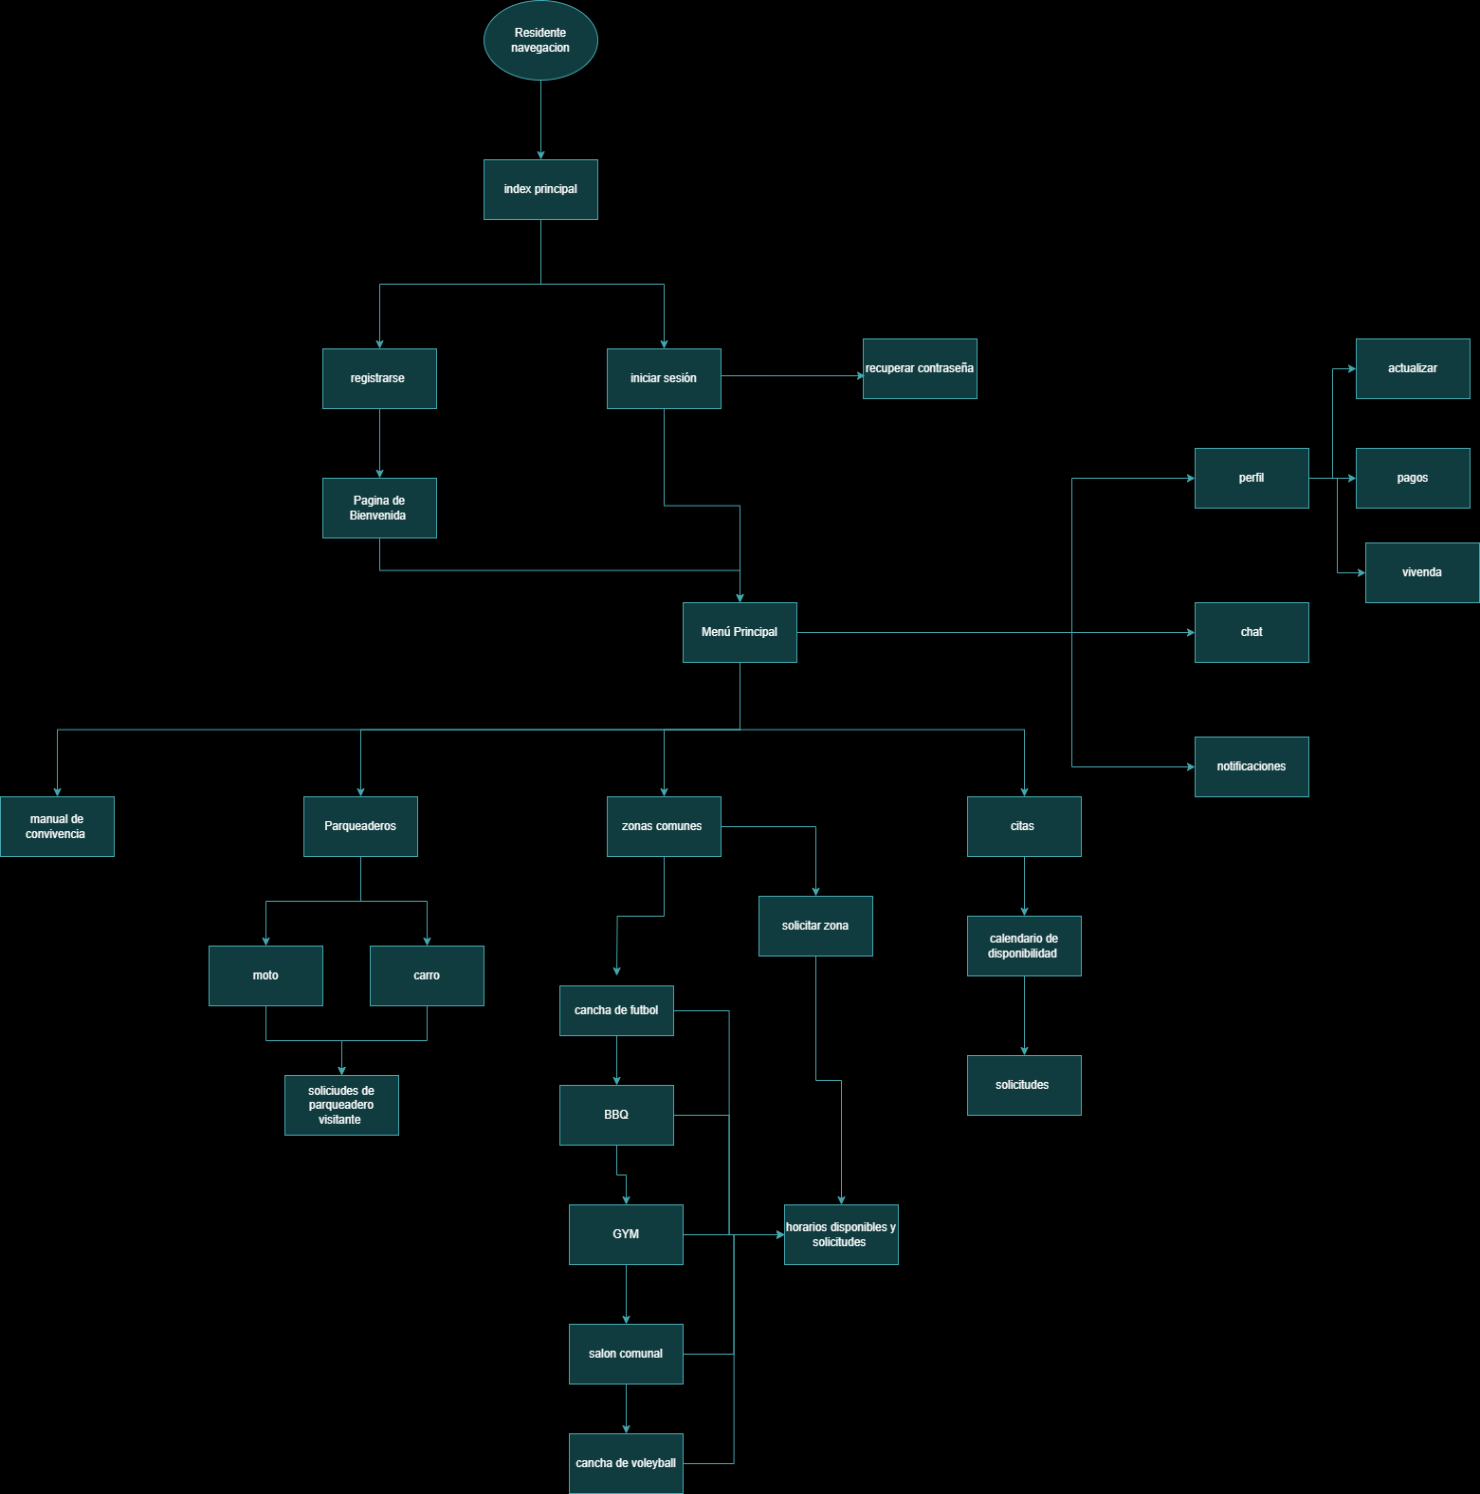 Residente
navegacion
index principal
registrarse
iniciar sesión
recuperar contraseña
actualizar
Pagina de
Bienvenida
perfil
pagos
vivenda
Menú Principal
chat
notificaciones
manual de
convivencia
Parqueaderos
zonas comunes
citas
solicitar zona
calendario de
disponibilidad
moto
carro
cancha de futbol
soliciudes de
parqueadero
visitante
BBQ
solicitudes
GYM
horarios disponibles y
solicitudes
salon comunal
cancha de voleyball